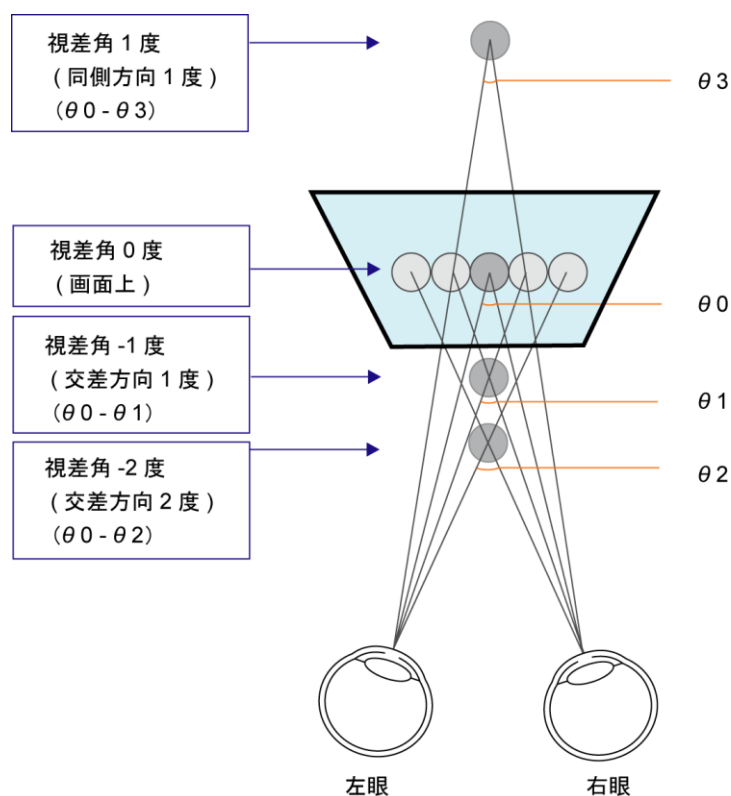 視差角 1 度
( 同側方向 1 度 )
（θ0 - θ3）
θ3
視差角 0 度
( 画面上 )
θ0
視差角 -1 度
( 交差方向 1 度 )
(θ0 - θ1)
θ1
視差角 -2 度
( 交差方向 2 度 )
(θ0 - θ2)
θ2
左眼
右眼